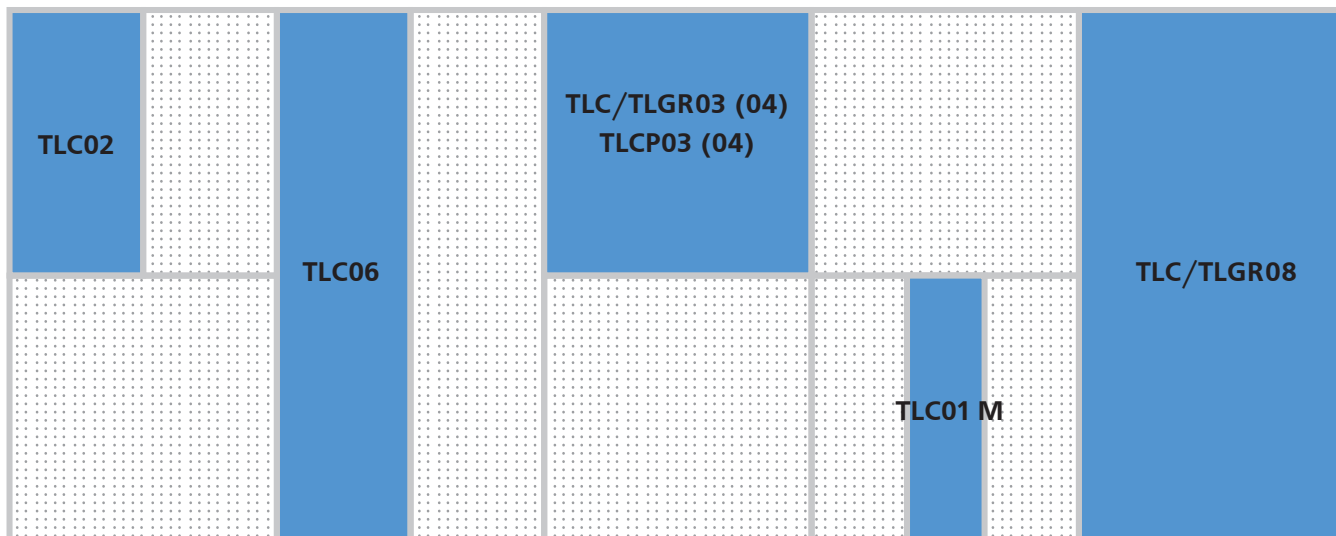 TLC02
TLC06
TLC/TLGR03 (04)
TLCP03 (04)
TLC01 M
TLC/TLGR08